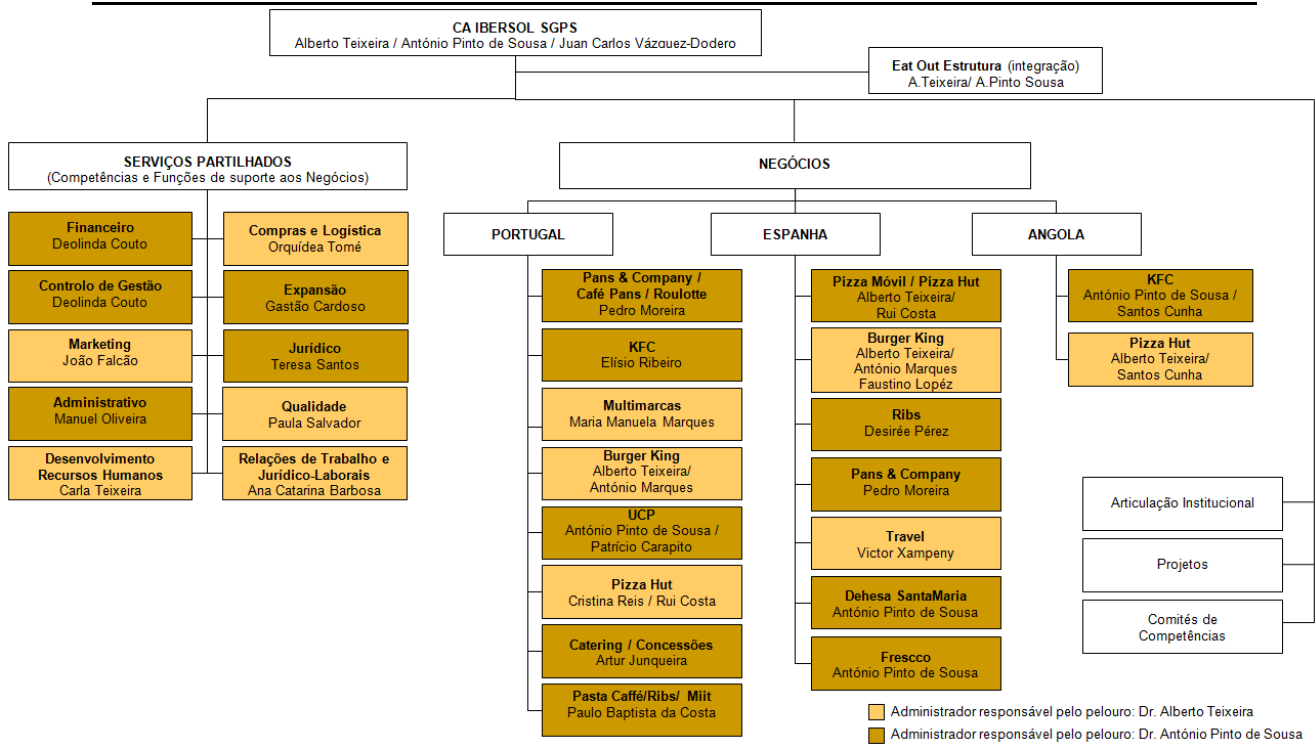 CA IBERSOL SGPS
Alberto Teixeira / António Pinto de Sousa / Juan Carlos Vázquez-Dodero
Eat Out Estrutura (integração)
A.Teixeira/ A.Pinto Sousa
SERVIÇOS PARTILHADOS
(Competências e Funções de suporte aos Negócios)
Financeiro
Deolinda Couto
Compras e Logística
Orquídea Tomé
Controlo de Gestão
Deolinda Couto
Expansão
Gastão Cardoso
Marketing
João Falcão
Jurídico
Teresa Santos
Administrativo
Manuel Oliveira
Qualidade
Paula Salvador
Desenvolvimento
Recursos Humanos
Carla Teixeira
Relações de Trabalho e
Jurídico-Laborais
Ana Catarina Barbosa
NEGÓCIOS
PORTUGAL
Pans & Company /
Café Pans / Roulotte
Pedro Moreira
KFC
Elísio Ribeiro
Multimarcas
Maria Manuela Marques
Burger King
Alberto Teixeira/
António Marques
UCP
António Pinto de Sousa /
Patrício Carapito
Pizza Hut
Cristina Reis / Rui Costa
Catering / Concessões
Artur Junqueira
Pasta Caffé/Ribs/ Miit
Paulo Baptista da Costa
ESPANHA
Pizza Móvil / Pizza Hut
Alberto Teixeira/
Rui Costa
Burger King
Alberto Teixeira/
António Marques
Faustino Lopéz
Ribs
Desirée Pérez
Pans & Company
Pedro Moreira
Travel
Victor Xampeny
Dehesa SantaMaria
António Pinto de Sousa
Frescco
António Pinto de Sousa
ANGOLA
KFC
António Pinto de Sousa /
Santos Cunha
Pizza Hut
Alberto Teixeira/
Santos Cunha
Articulação Institucional
Projetos
Comités de
Competências
Administrador responsável pelo pelouro: Dr. Alberto Teixeira
Administrador responsável pelo pelouro: Dr. António Pinto de Sousa